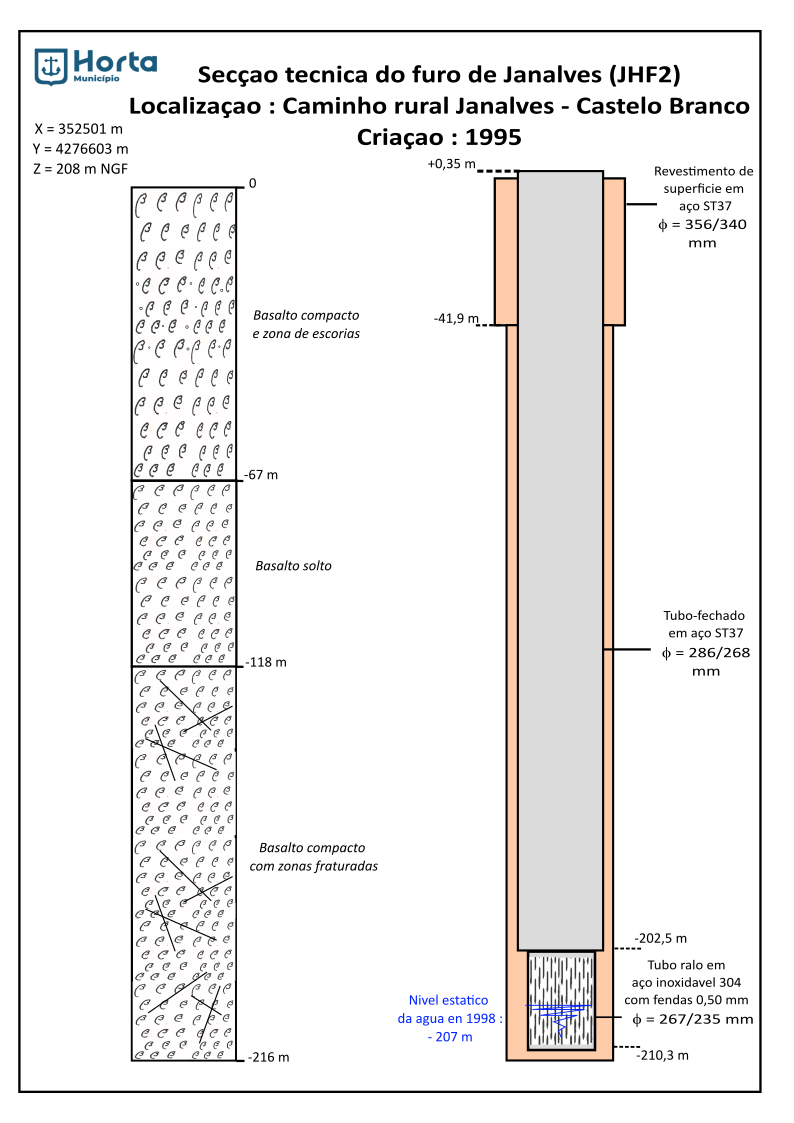 Horta
Município
Secçao tecnica do furo de Janalves (JHF2)
Localizaçao : Caminho rural Janalves - Castelo Branco
Criaçao : 1995
X = 352501 m
Y = 4276603 m
Z = 208 m NGF
0
Basalto compacto
e zona de escorias
-67 m
Basalto solto
-118 m
Basalto compacto
com zonas fraturadas
-216 m
+0,35 m
Revestimento de
superficie em
aço ST37
ϕ = 356/340
mm
-41,9 m
Tubo-fechado
em aço ST37
ϕ = 286/268
mm
-202,5 m
Tubo ralo em
aço inoxidavel 304
com fendas 0,50 mm
ϕ = 267/235 mm
Nivel estatico
da agua en 1998 :
- 207 m
-210,3 m